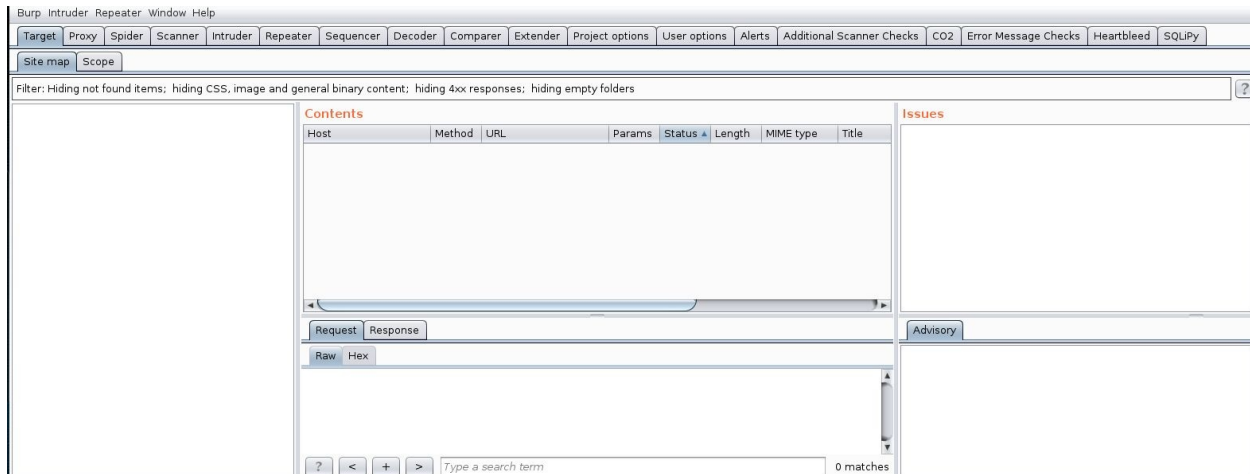 Burp Intruder Repeater Window Help
Target Proxy Spider Scanner Intruder Repeater Sequencer Decoder Comparer Extender Project options User options Alerts Additional Scanner Checks CO2 Error Message Checks Heartbleed SQLiPy
Site map Scope
Filter: Hiding not found items; hiding CSS, image and general binary content; hiding 4xx responses; hiding empty folders ?
Contents
Host Method URL Params Status Length MIME type Title
Issues
Request Response
Raw Hex
? < + > Type a search term 0 matches
Advisory